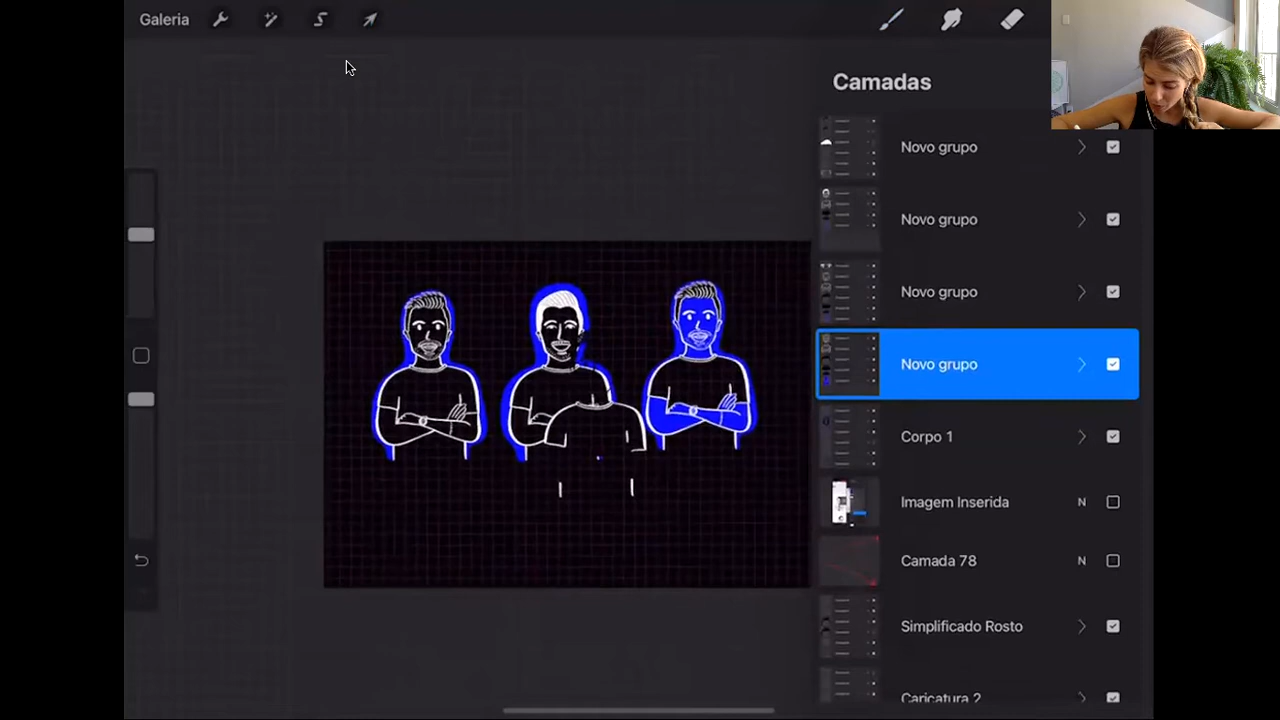 Galeria
Camadas
Novo grupo
Novo grupo
Novo grupo
Novo grupo
Corpo 1
Imagem Inserida N
Camada 78 N
Simplificado Rosto
Caricatura 2